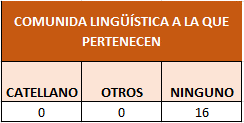 COMUNIDA LINGÜÍSTICA A LA QUE
PERTENECEN
CATELLANO OTROS NINGUNO
0 0 16